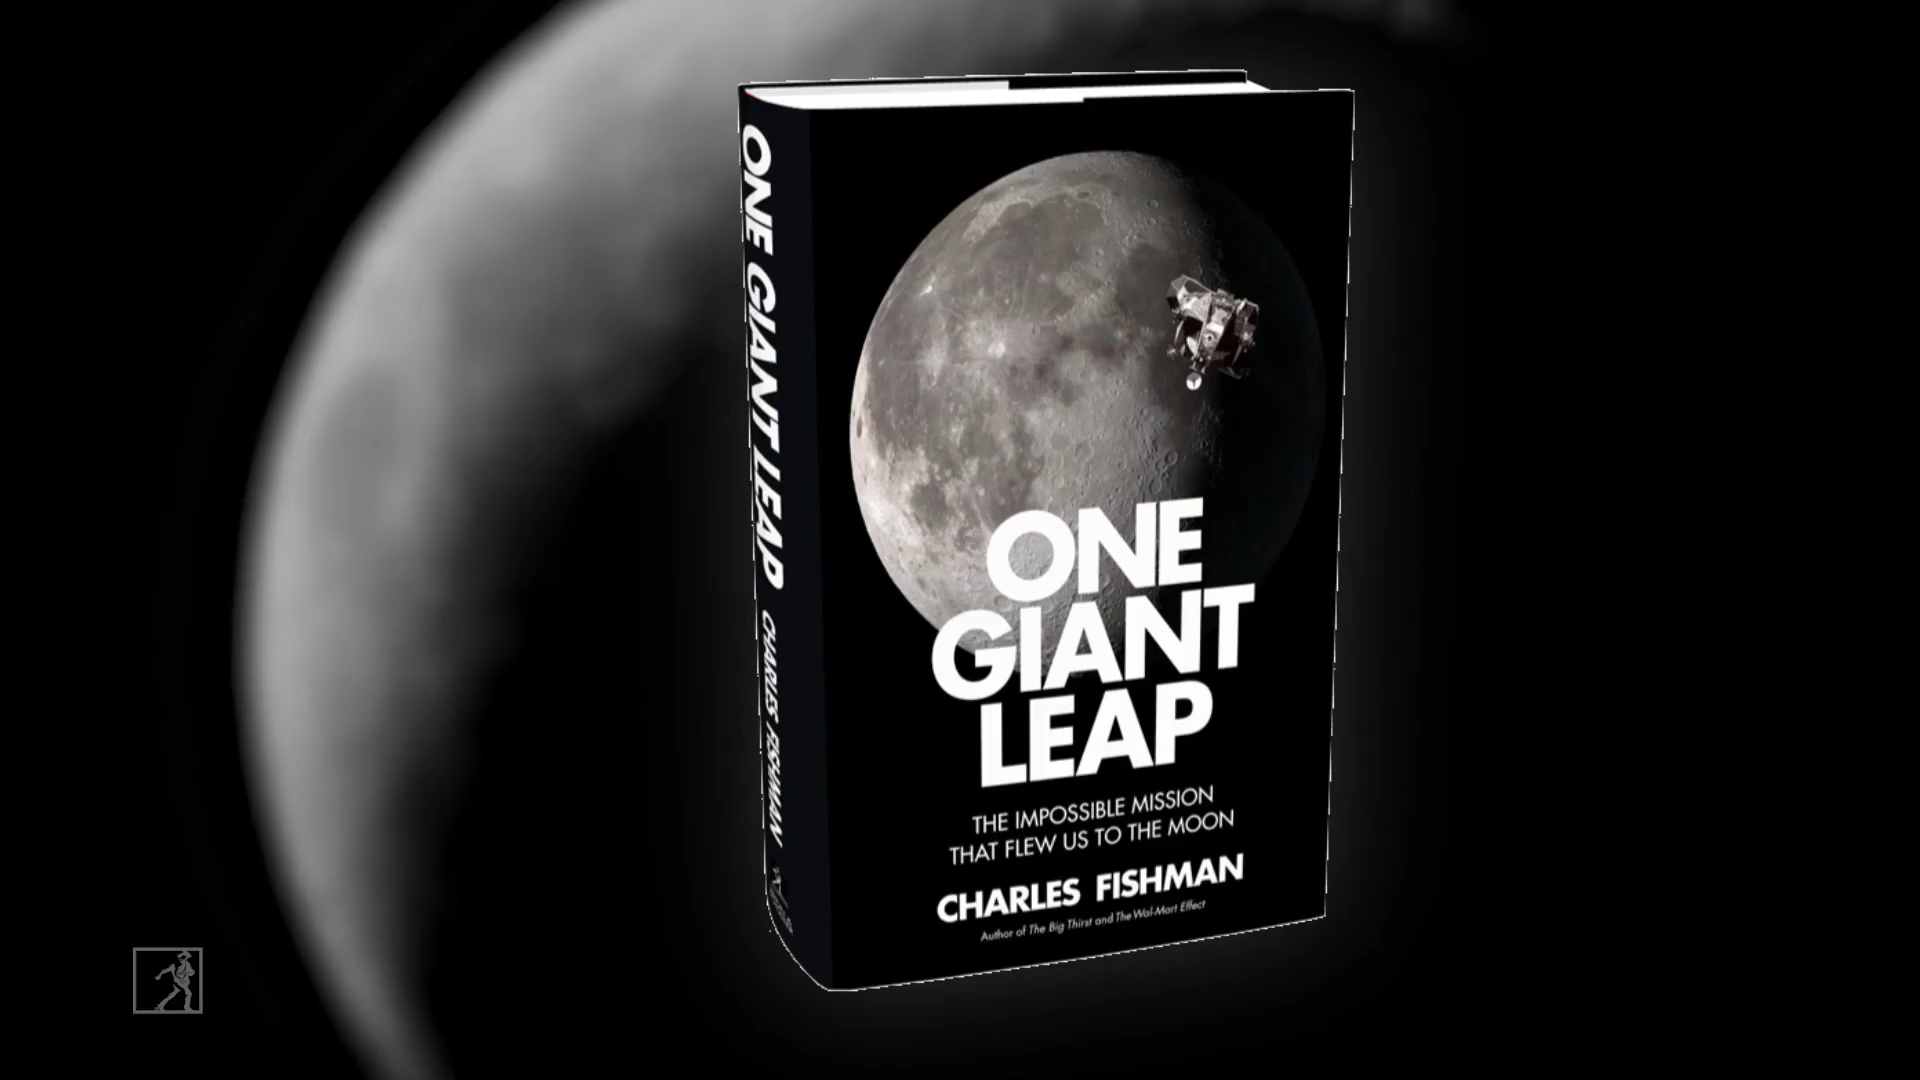 ONE GIANT LEAP CHARLES FISHMAN
ONE
GIANT
LEAP
THE IMPOSSIBLE MISSION
THAT FLEW US TO THE MOON
CHARLES FISHMAN
Author of The Big Thirst and The Wal-Mart Effect